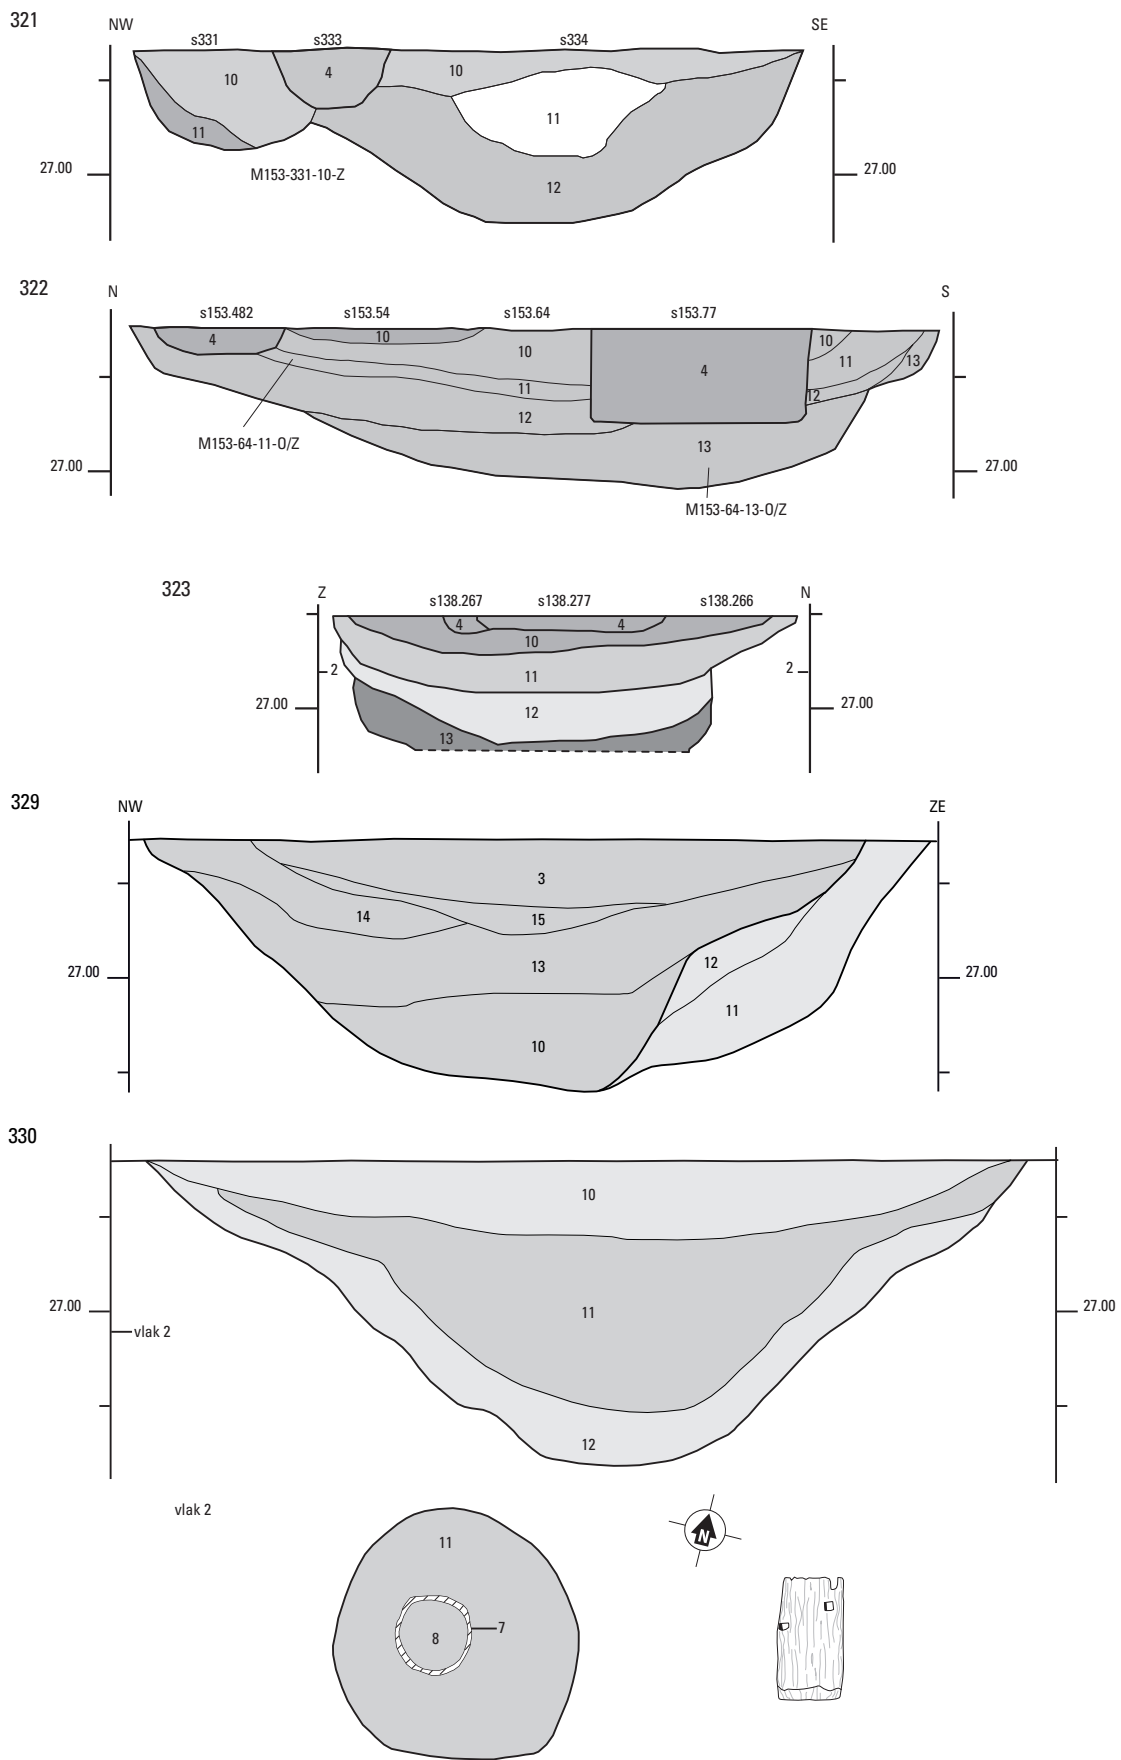 321
NW SE
s331 s333 s334
10 4 10
11 11
27.00 M153-331-10-Z 27.00
12
322
N S
s153.482 s153.54 s153.64 s153.77
4 10 10 4 10 11 13
11 12
12
M153-64-11-O/Z 13
27.00 27.00
M153-64-13-O/Z
323
Z N
s138.267 s138.277 s138.266
4 4
10
2 11 2
27.00 12 27.00
13
329
NW ZE
3
14 15
13 12
27.00 27.00
11
10
330
10
27.00 11 27.00
vlak 2
12
vlak 2
11
N
7
8